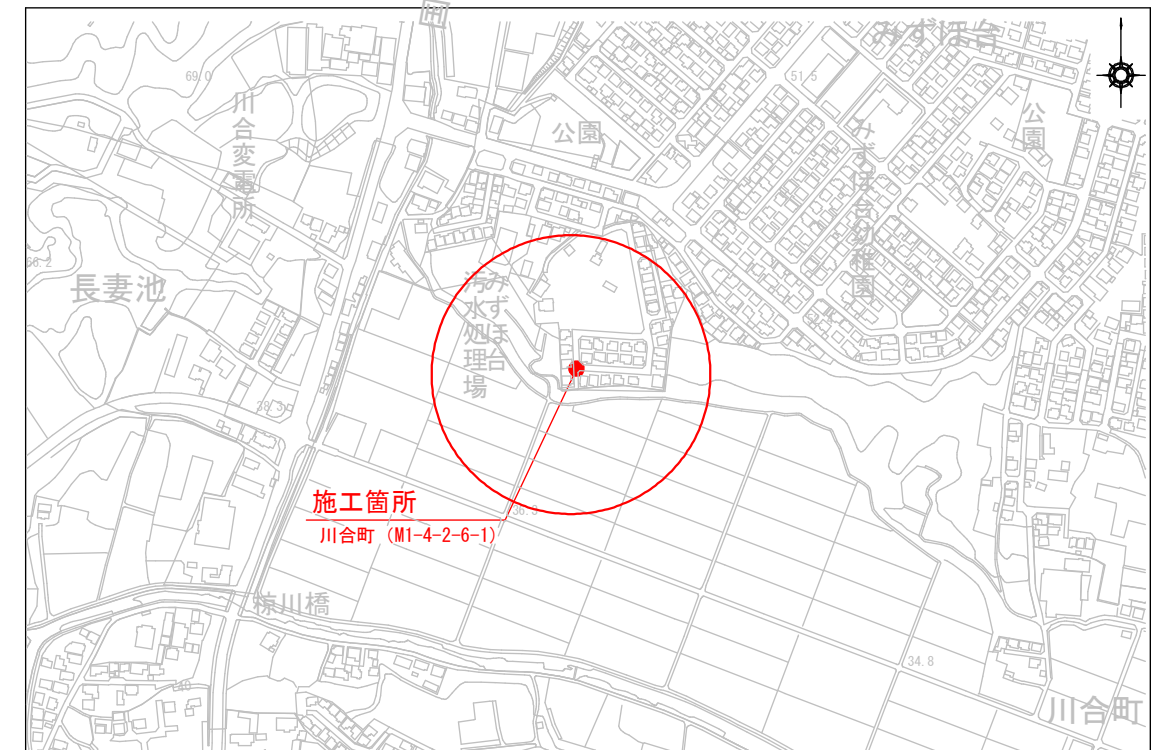 みずほ台
69.0
51.5
川合変電所
公園
公園
みずほ台幼稚園
長妻池
みずほ台
汚水処理場
38.3
施工箇所
36.3
川合町 (M1-4-2-6-1)
椋川橋
34.8
川合町